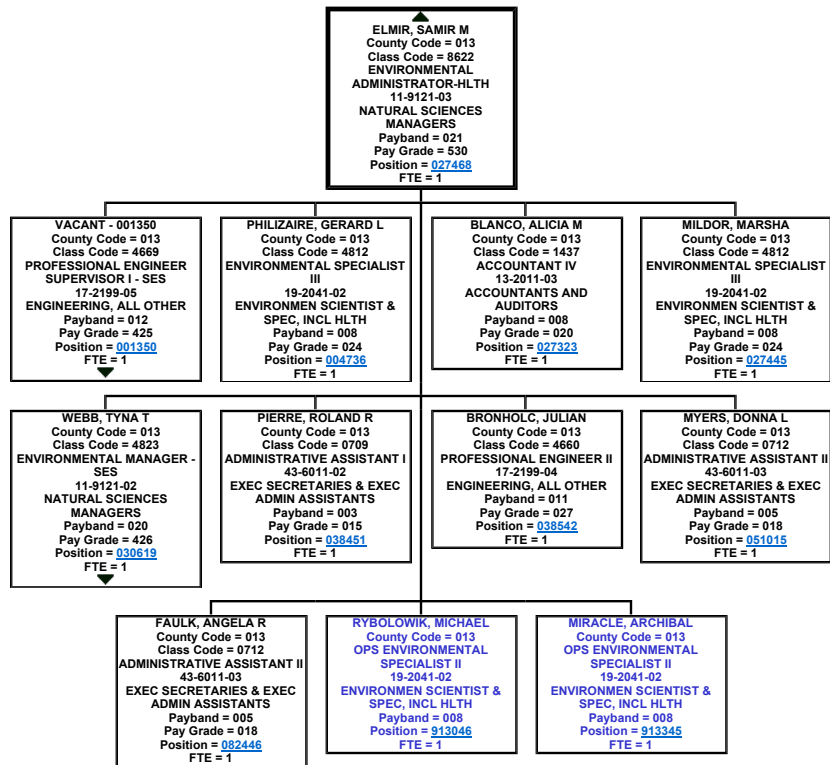 ELMIR, SAMIR M
County Code = 013
Class Code = 8622
ENVIRONMENTAL
ADMINISTRATOR-HLTH
11-9121-03
NATURAL SCIENCES
MANAGERS
Payband = 021
Pay Grade = 530
Position = 027468
FTE = 1
VACANT - 001350
County Code = 013
Class Code = 4669
PROFESSIONAL ENGINEER
SUPERVISOR I - SES
17-2199-05
ENGINEERING, ALL OTHER
Payband = 012
Pay Grade = 425
Position = 001350
FTE = 1
PHILIZAIRE, GERARD L
County Code = 013
Class Code = 4812
ENVIRONMENTAL SPECIALIST
III
19-2041-02
ENVIRONMEN SCIENTIST &
SPEC, INCL HLTH
Payband = 008
Pay Grade = 024
Position = 004736
FTE = 1
BLANCO, ALICIA M
County Code = 013
Class Code = 1437
ACCOUNTANT IV
13-2011-03
ACCOUNTANTS AND
AUDITORS
Payband = 008
Pay Grade = 020
Position = 027323
FTE = 1
MILDOR, MARSHA
County Code = 013
Class Code = 4812
ENVIRONMENTAL SPECIALIST
III
19-2041-02
ENVIRONMEN SCIENTIST &
SPEC, INCL HLTH
Payband = 008
Pay Grade = 024
Position = 027445
FTE = 1
WEBB, TYNA T
County Code = 013
Class Code = 4823
ENVIRONMENTAL MANAGER -
SES
11-9121-02
NATURAL SCIENCES
MANAGERS
Payband = 020
Pay Grade = 426
Position = 030619
FTE = 1
PIERRE, ROLAND R
County Code = 013
Class Code = 0709
ADMINISTRATIVE ASSISTANT I
43-6011-02
EXEC SECRETARIES & EXEC
ADMIN ASSISTANTS
Payband = 003
Pay Grade = 015
Position = 038451
FTE = 1
BRONHOLC, JULIAN
County Code = 013
Class Code = 4660
PROFESSIONAL ENGINEER II
17-2199-04
ENGINEERING, ALL OTHER
Payband = 011
Pay Grade = 027
Position = 038542
FTE = 1
MYERS, DONNA L
County Code = 013
Class Code = 0712
ADMINISTRATIVE ASSISTANT II
43-6011-03
EXEC SECRETARIES & EXEC
ADMIN ASSISTANTS
Payband = 005
Pay Grade = 018
Position = 051015
FTE = 1
FAULK, ANGELA R
County Code = 013
Class Code = 0712
ADMINISTRATIVE ASSISTANT II
43-6011-03
EXEC SECRETARIES & EXEC
ADMIN ASSISTANTS
Payband = 005
Pay Grade = 018
Position = 082446
FTE = 1
RYBOLOWIK, MICHAEL
County Code = 013
OPS ENVIRONMENTAL
SPECIALIST II
19-2041-02
ENVIRONMEN SCIENTIST &
SPEC, INCL HLTH
Payband = 008
Position = 913046
FTE = 1
MIRACLE, ARCHIBAL
County Code = 013
OPS ENVIRONMENTAL
SPECIALIST II
19-2041-02
ENVIRONMEN SCIENTIST &
SPEC, INCL HLTH
Payband = 008
Position = 913345
FTE = 1